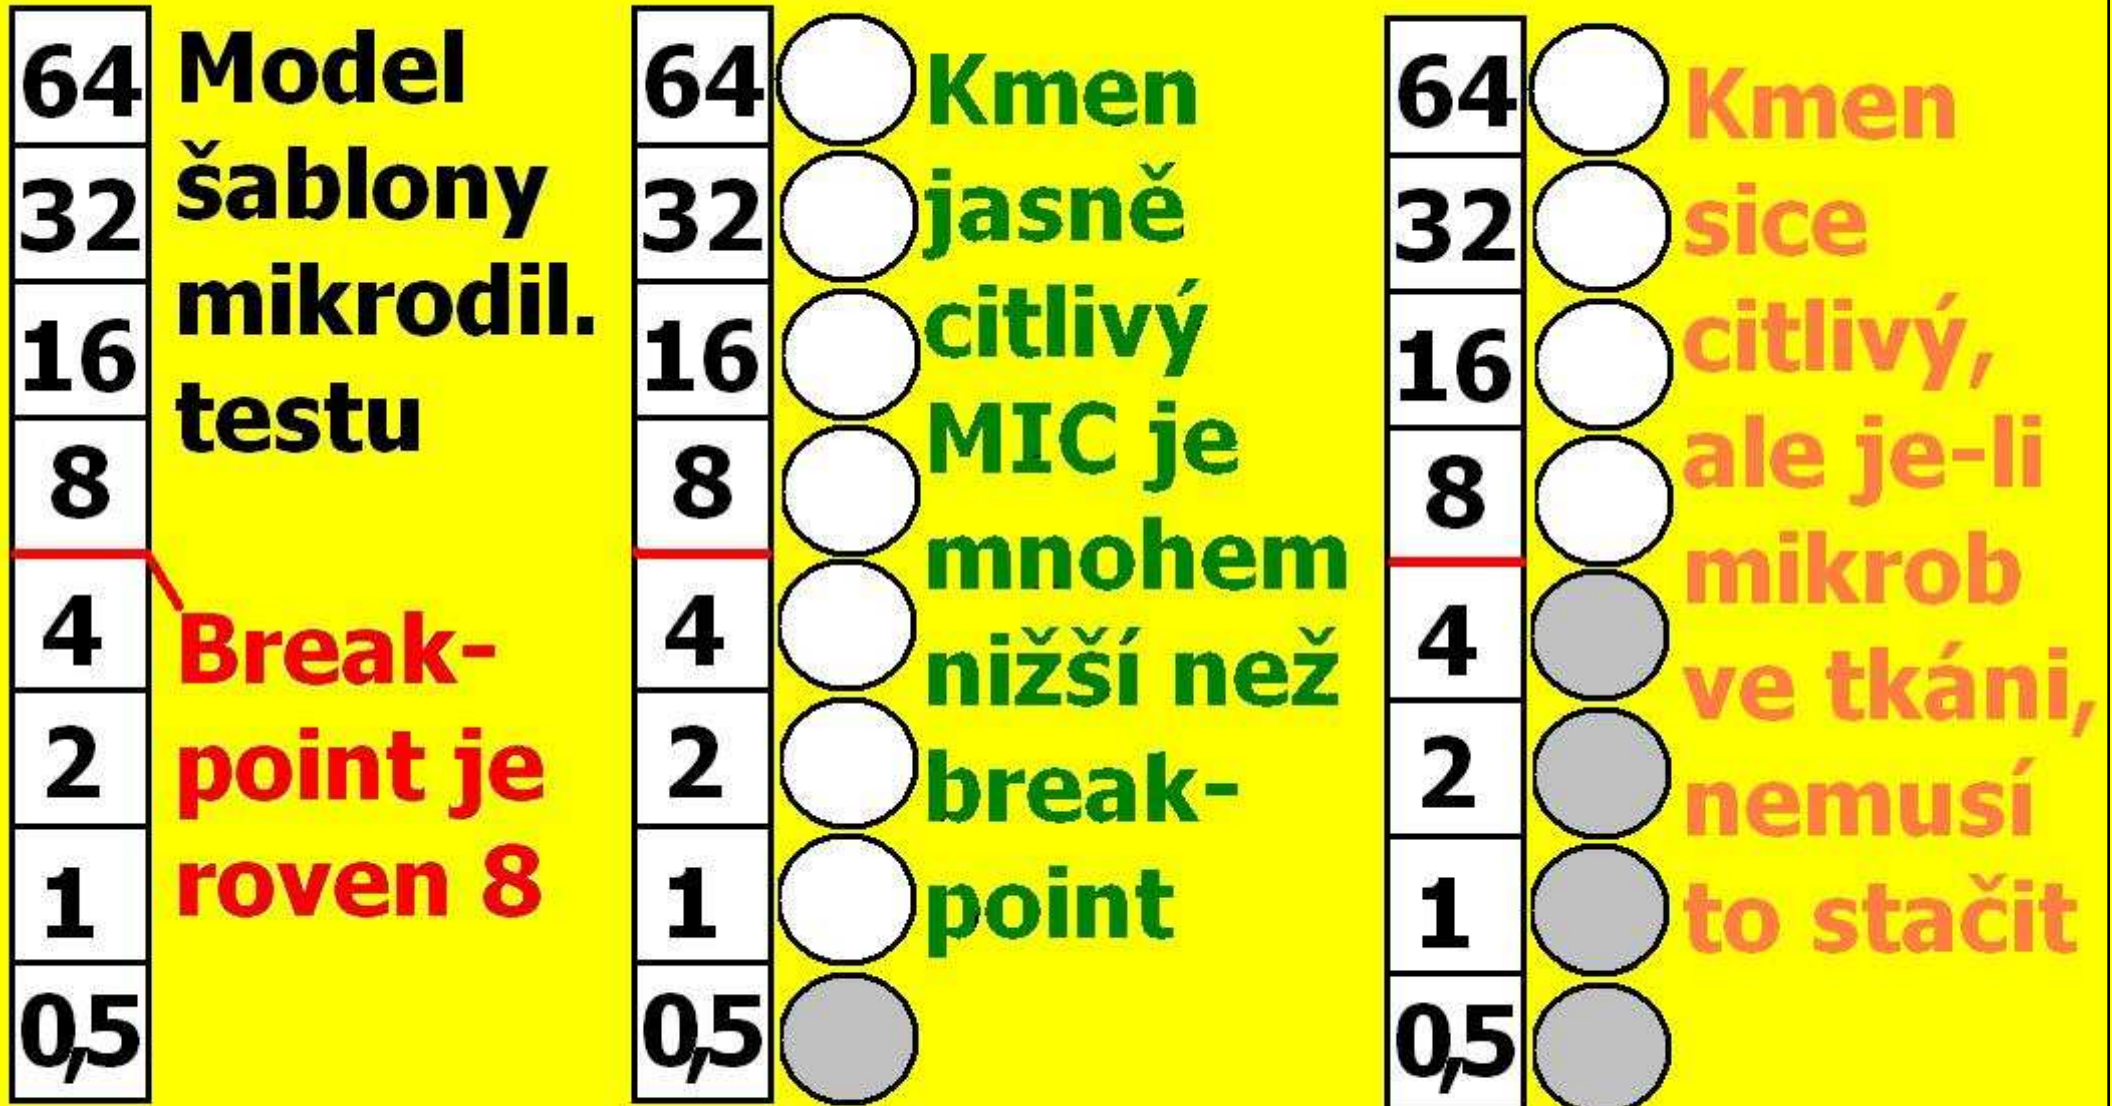 64
32
16
8
4
2
1
0,5
Model
šablony
mikrodil.
testu
Break-
point je
roven 8
64
32
16
8
4
2
1
0,5
Kmen
jasně
citlivý
MIC je
mnohem
nižší než
break-
point
64
32
16
8
4
2
1
0,5
Kmen
sice
citlivý,
ale je-li
mikrob
ve tkáni,
nemusí
to stačit